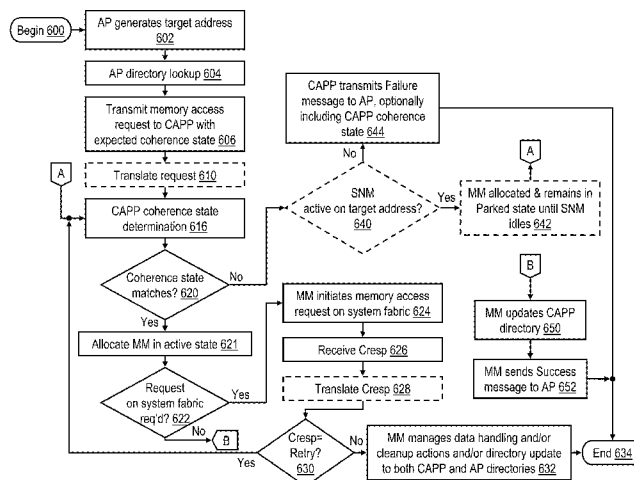 Begin 600
AP generates target address
602
AP directory lookup 604
Transmit memory access
request to CAPP with
expected coherence state 606
Translate request 610
A
CAPP coherence state
determination 616
Coherence state
matches? 620
No
Yes
Allocate MM in active state 621
Request
on system fabric
req'd? 622
Yes
No
B
CAPP transmits Failure
message to AP, optionally
including CAPP coherence
state 644
No
SNM
active on target address?
640
Yes
A
MM allocated & remains in
Parked state until SNM
idles 642
MM initiates memory access
request on system fabric
624
Receive Cresp 626
Translate Cresp 628
Cresp=
Retry?
630
Yes
No
MM manages data handling and/or
cleanup actions and/or directory update
to both CAPP and AP directories 632
B
MM updates CAPP
directory 650
MM sends Success
message to AP 652
End 634